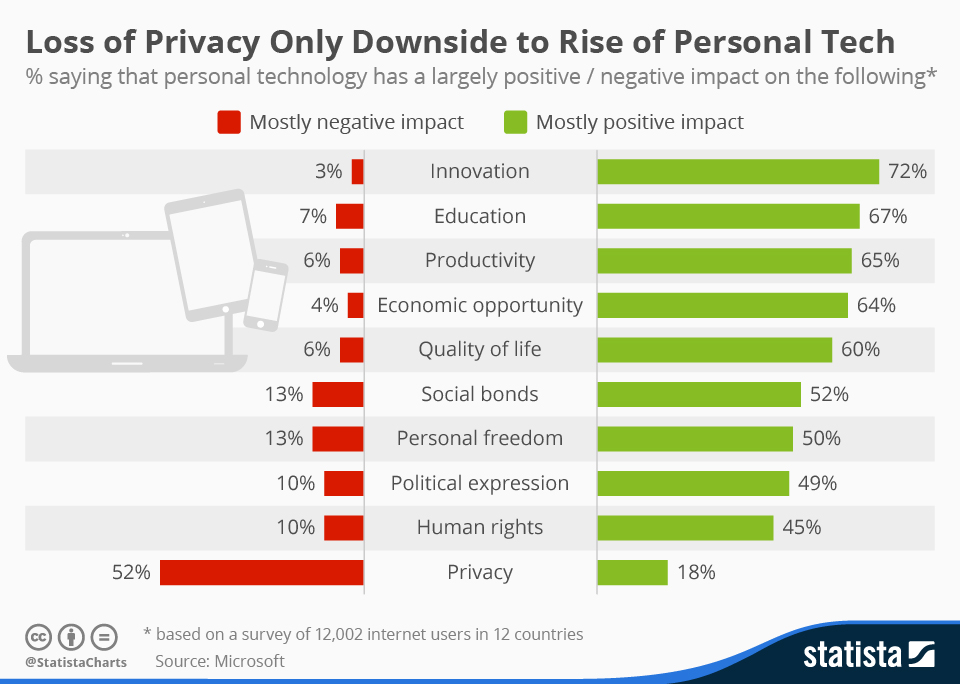 Loss of Privacy Only Downside to Rise of Personal Tech
% saying that personal technology has a largely positive / negative impact on the following*
Mostly negative impact Mostly positive impact
3% Innovation 72%
7% Education 67%
6% Productivity 65%
4% Economic opportunity 64%
6% Quality of life 60%
13% Social bonds 52%
13% Personal freedom 50%
10% Political expression 49%
10% Human rights 45%
52% Privacy 18%
cc
@StatistaCharts
* based on a survey of 12,002 internet users in 12 countries
Source: Microsoft
statista